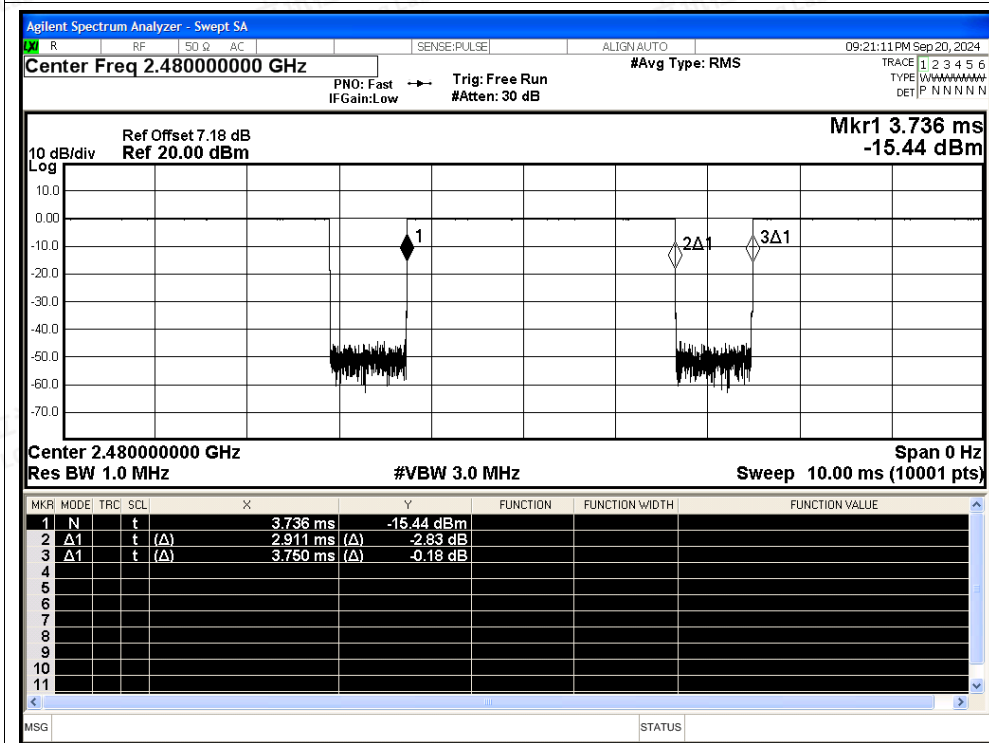 Agilent Spectrum Analyzer - Swept SA
LXI R RF 50 Ω AC SENSE:PULSE ALIGN AUTO 09:21:11 PM Sep 20, 2024
Center Freq 2.480000000 GHz #Avg Type: RMS TRACE 1 2 3 4 5 6
PNO: Fast Trig: Free Run TYPE WWWWWW
IFGain:Low #Atten: 30 dB DET P N N N N N
Mkr1 3.736 ms
Ref Offset 7.18 dB
10 dB/div Ref 20.00 dBm -15.44 dBm
Log
10.0
0.00
1 2Δ1 3Δ1
-10.0
-20.0
-30.0
-40.0
-50.0
-60.0
-70.0
Center 2.480000000 GHz Span 0 Hz
Res BW 1.0 MHz #VBW 3.0 MHz Sweep 10.00 ms (10001 pts)
MKR MODE TRC SCL X Y FUNCTION FUNCTION WIDTH FUNCTION VALUE
1 N t 3.736 ms -15.44 dBm
2 Δ1 t (Δ) 2.911 ms (Δ) -2.83 dB
3 Δ1 t (Δ) 3.750 ms (Δ) -0.18 dB
4
5
6
7
8
9
10
11
MSG STATUS